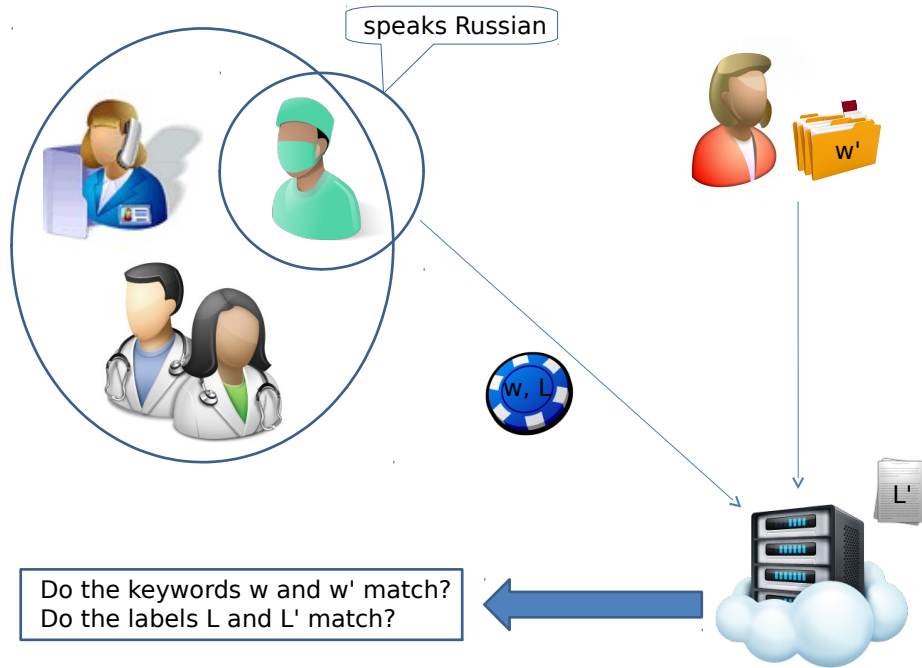 speaks Russian
w'
w, L
L'
Do the keywords w and w' match?
Do the labels L and L' match?